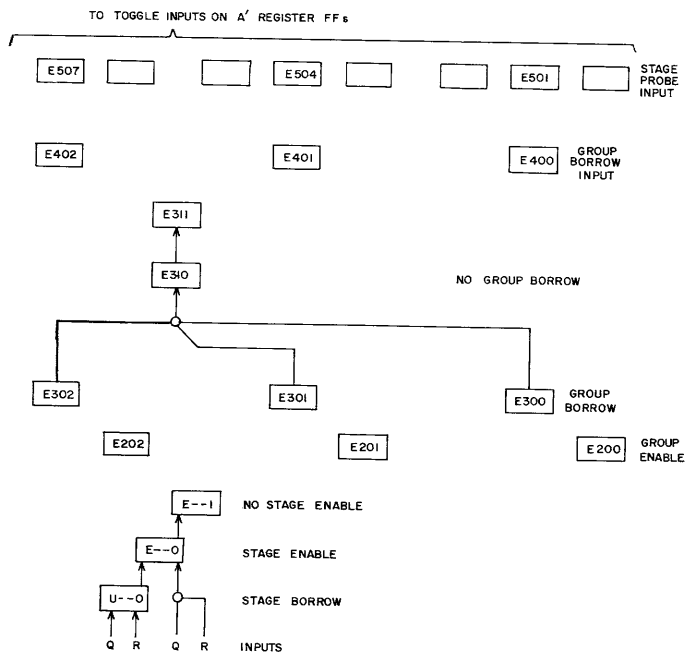 TO TOGGLE INPUTS ON A′ REGISTER FFs
E507
E504
E501
STAGE
PROBE
INPUT
E402
E401
E400
GROUP
BORROW
INPUT
E311
E310
NO GROUP BORROW
E302
E301
E300
GROUP
BORROW
E202
E201
E200
GROUP
ENABLE
E--1
NO STAGE ENABLE
E--0
STAGE ENABLE
U--0
STAGE BORROW
Q R Q R INPUTS